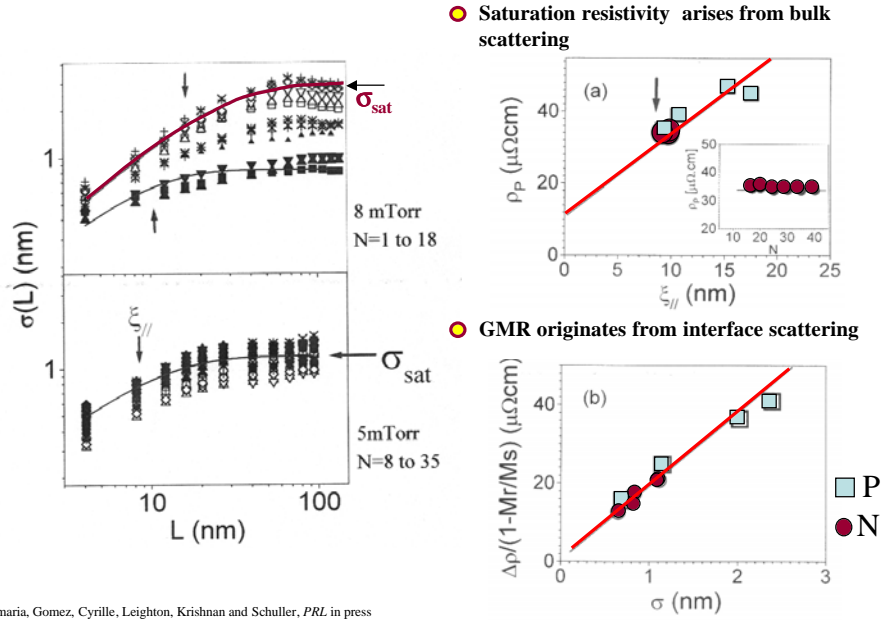 Saturation resistivity arises from bulk
scattering
σsat
1
8 mTorr
N=1 to 18
σ(L) (nm)
ξ//
1
σsat
5mTorr
N=8 to 35
10
100
L (nm)
(a)
40
20
0
ρP (μΩcm)
0
5
10
15
20
25
ξ// (nm)
50
40
30
20
ρP [μΩ.cm)
10
20
30
40
N
GMR originates from interface scattering
(b)
40
20
0
Δρ/(1-Mr/Ms) (μΩcm)
0
1
2
3
σ (nm)
P
N
maria, Gomez, Cyrille, Leighton, Krishnan and Schuller, PRL in press